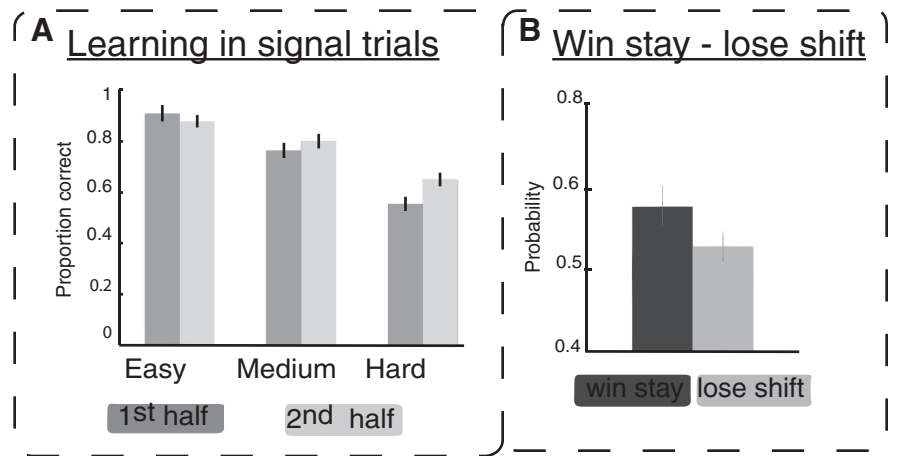 A Learning in signal trials
Proportion correct
1
0.8
0.6
0.4
0.2
0
Easy Medium Hard
1st half 2nd half
B Win stay - lose shift
Probability
0.8
0.6
0.5
0.4
win stay lose shift